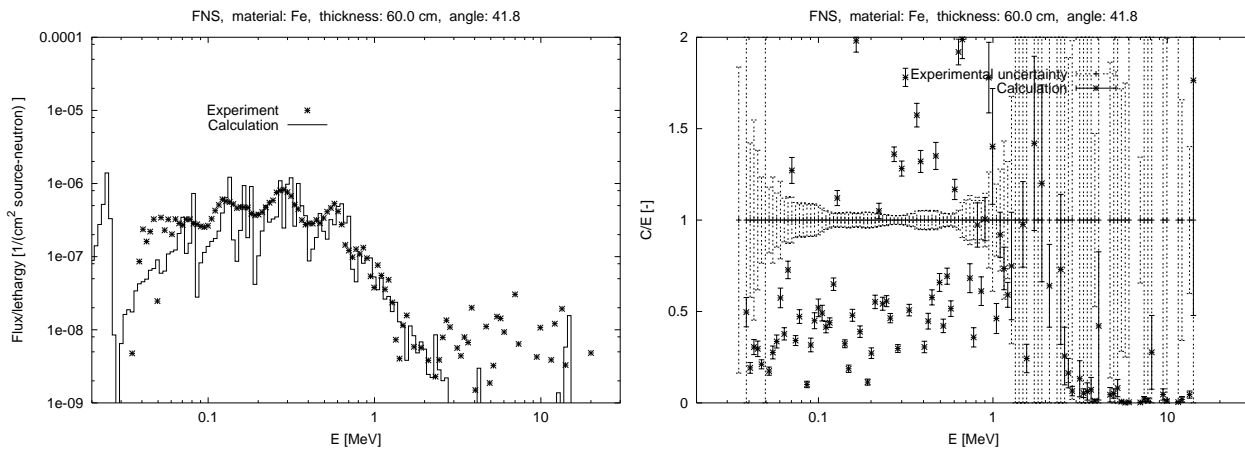 FNS, material: Fe, thickness: 60.0 cm, angle: 41.8
0.0001
1e-05
1e-06
1e-07
1e-08
1e-09
Flux/lethargy [1/(cm² source-neutron) ]
Experiment
Calculation
0.1 1 10
E [MeV]
FNS, material: Fe, thickness: 60.0 cm, angle: 41.8
2
1.5
1
0.5
0
C/E [-]
Experimental uncertainty
Calculation
0.1 1 10
E [MeV]